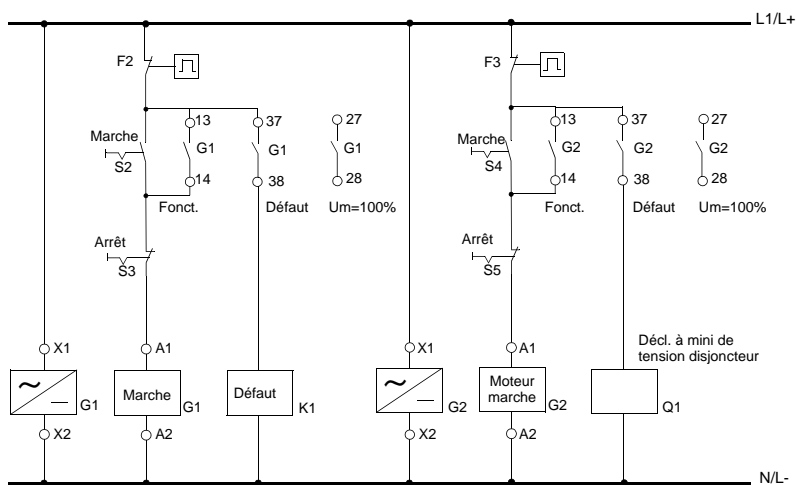 L1/L+
F2
F3
13
37
27
13
37
27
Marche
S2
G1
G1
G1
Marche
S4
G2
G2
G2
14
38
28
14
38
28
Fonct.
Défaut
Um=100%
Fonct.
Défaut
Um=100%
Arrêt
S3
Arrêt
S5
X1
A1
X1
A1
Décl. à mini de
tension disjoncteur
~
G1
Marche
G1
Défaut
K1
~
G2
Moteur
marche
G2
Q1
X2
A2
X2
A2
N/L-